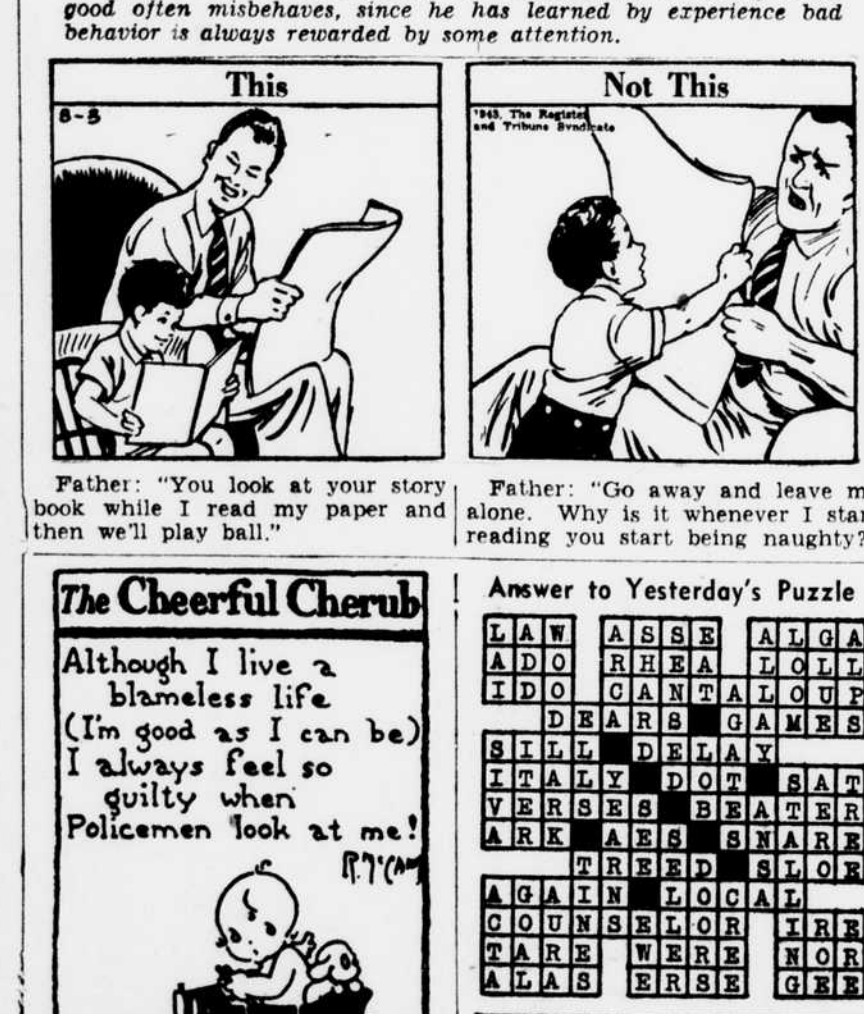 good often misbehaves, since he has learned by experience bad
behavior is always rewarded by some attention.
This
8-3
Not This
1943, The Register
and Tribune Syndicate
Father: "You look at your story
book while I read my paper and
then we'll play ball."
Father: "Go away and leave m
alone. Why is it whenever I star
reading you start being naughty?
The Cheerful Cherub
Although I live a
blameless life
(I'm good as I can be)
I always feel so
guilty when
Policemen look at me!
Answer to Yesterday's Puzzle
LAW ASSE ALGA
ADO RHEA LOLL
IDO CANTALOUP
DEARS GAMES
SILL DELAY
ITALY DOT SAT
VERSES BEATER
ARK AES SNARE
TREED SLOE
AGAIN LOCAL
COUNSELOR IRE
TARE WERE NOR
ALAS ERSE GEE